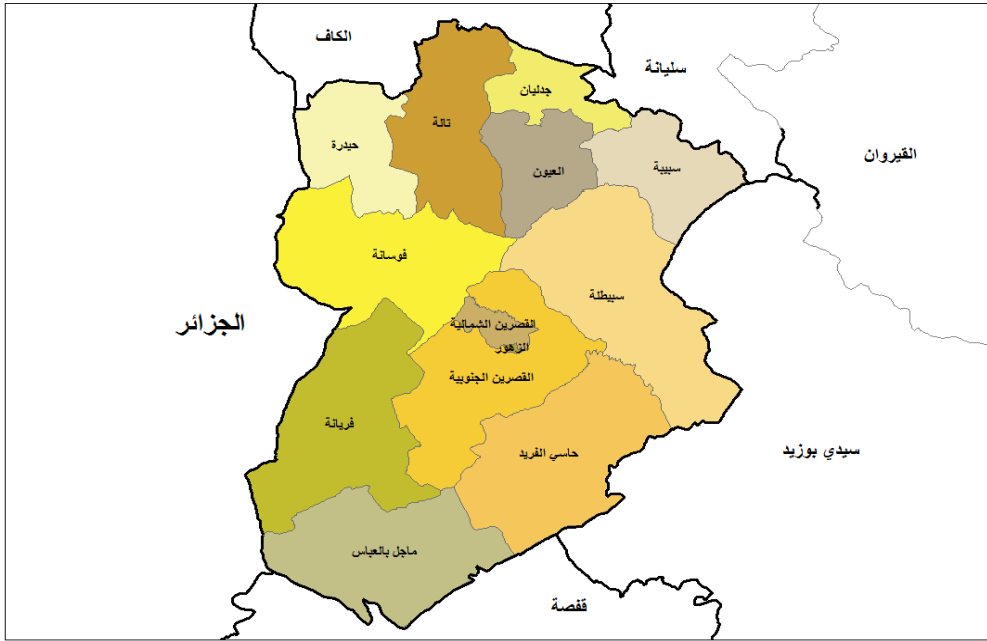 الكاف
سليانة
جدليان
تالة
حيدرة
القيروان
العيون
سبيبة
فوسانة
سبيطلة
الجزائر
القصرين الشمالية
الزهور
القصرين الجنوبية
فريانة
حاسي الفريد
سيدي بوزيد
ماجل بالعباس
قفصة